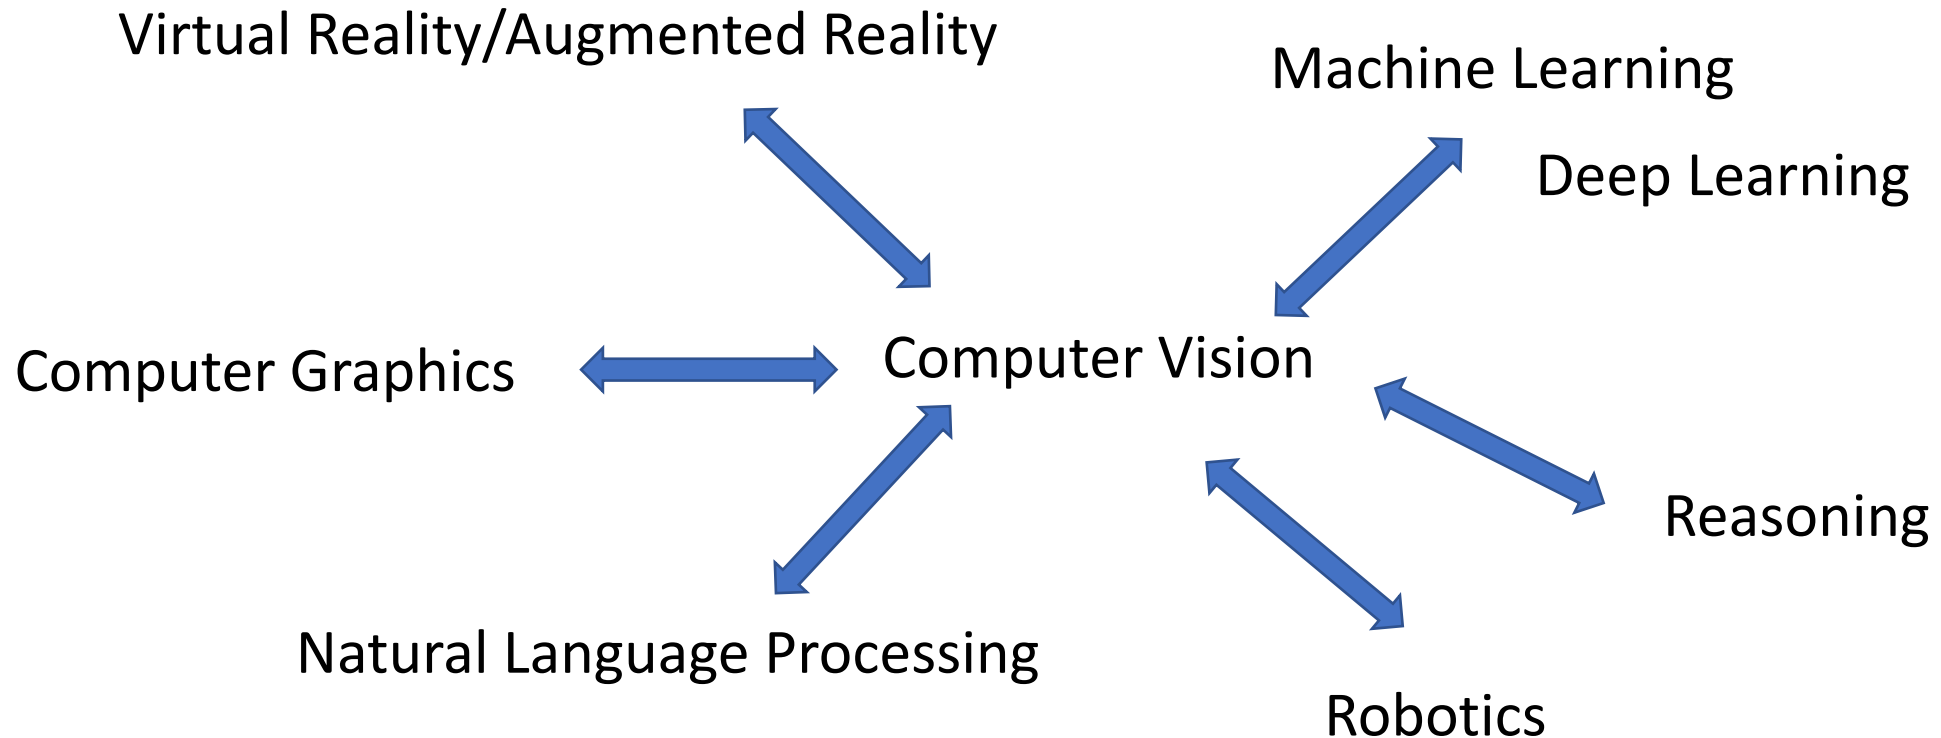 Virtual Reality/Augmented Reality
Machine Learning
Deep Learning
Computer Graphics
Computer Vision
Reasoning
Natural Language Processing
Robotics